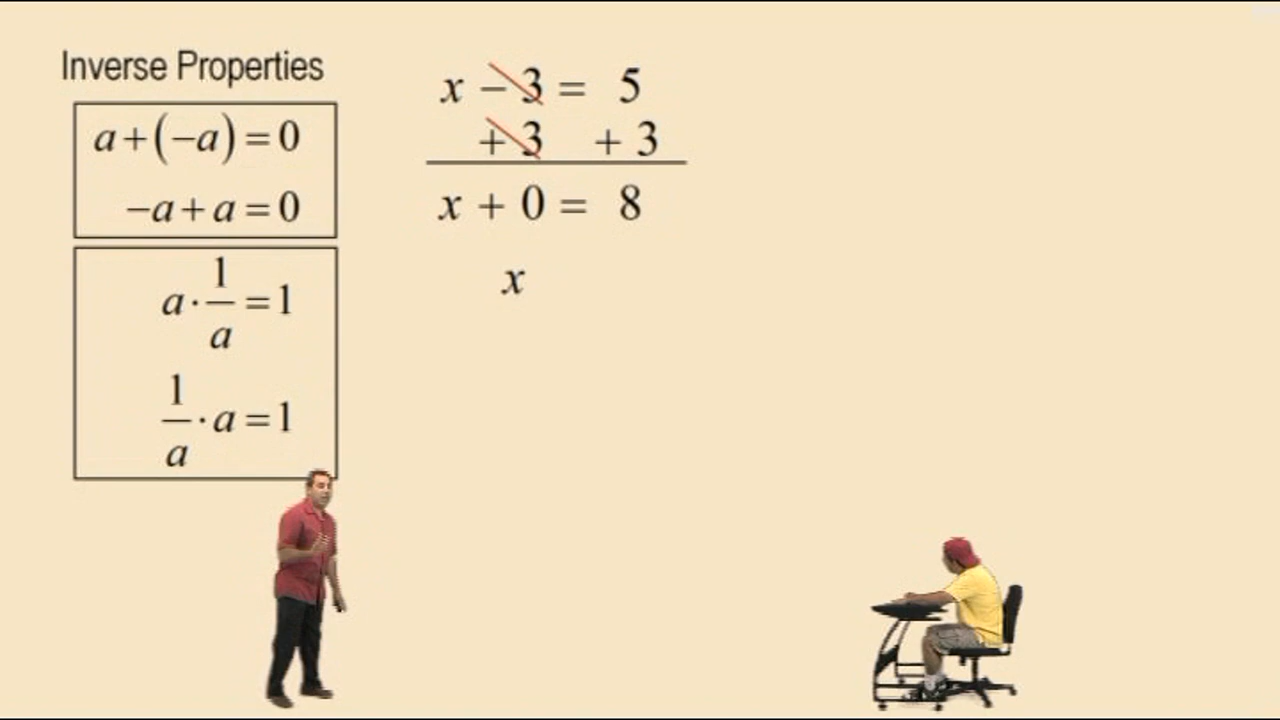 Inverse Properties
a+(−a)=0
−a+a=0
a·1/a=1
1/a·a=1
x − 3 = 5
+ 3 + 3
x + 0 = 8
x